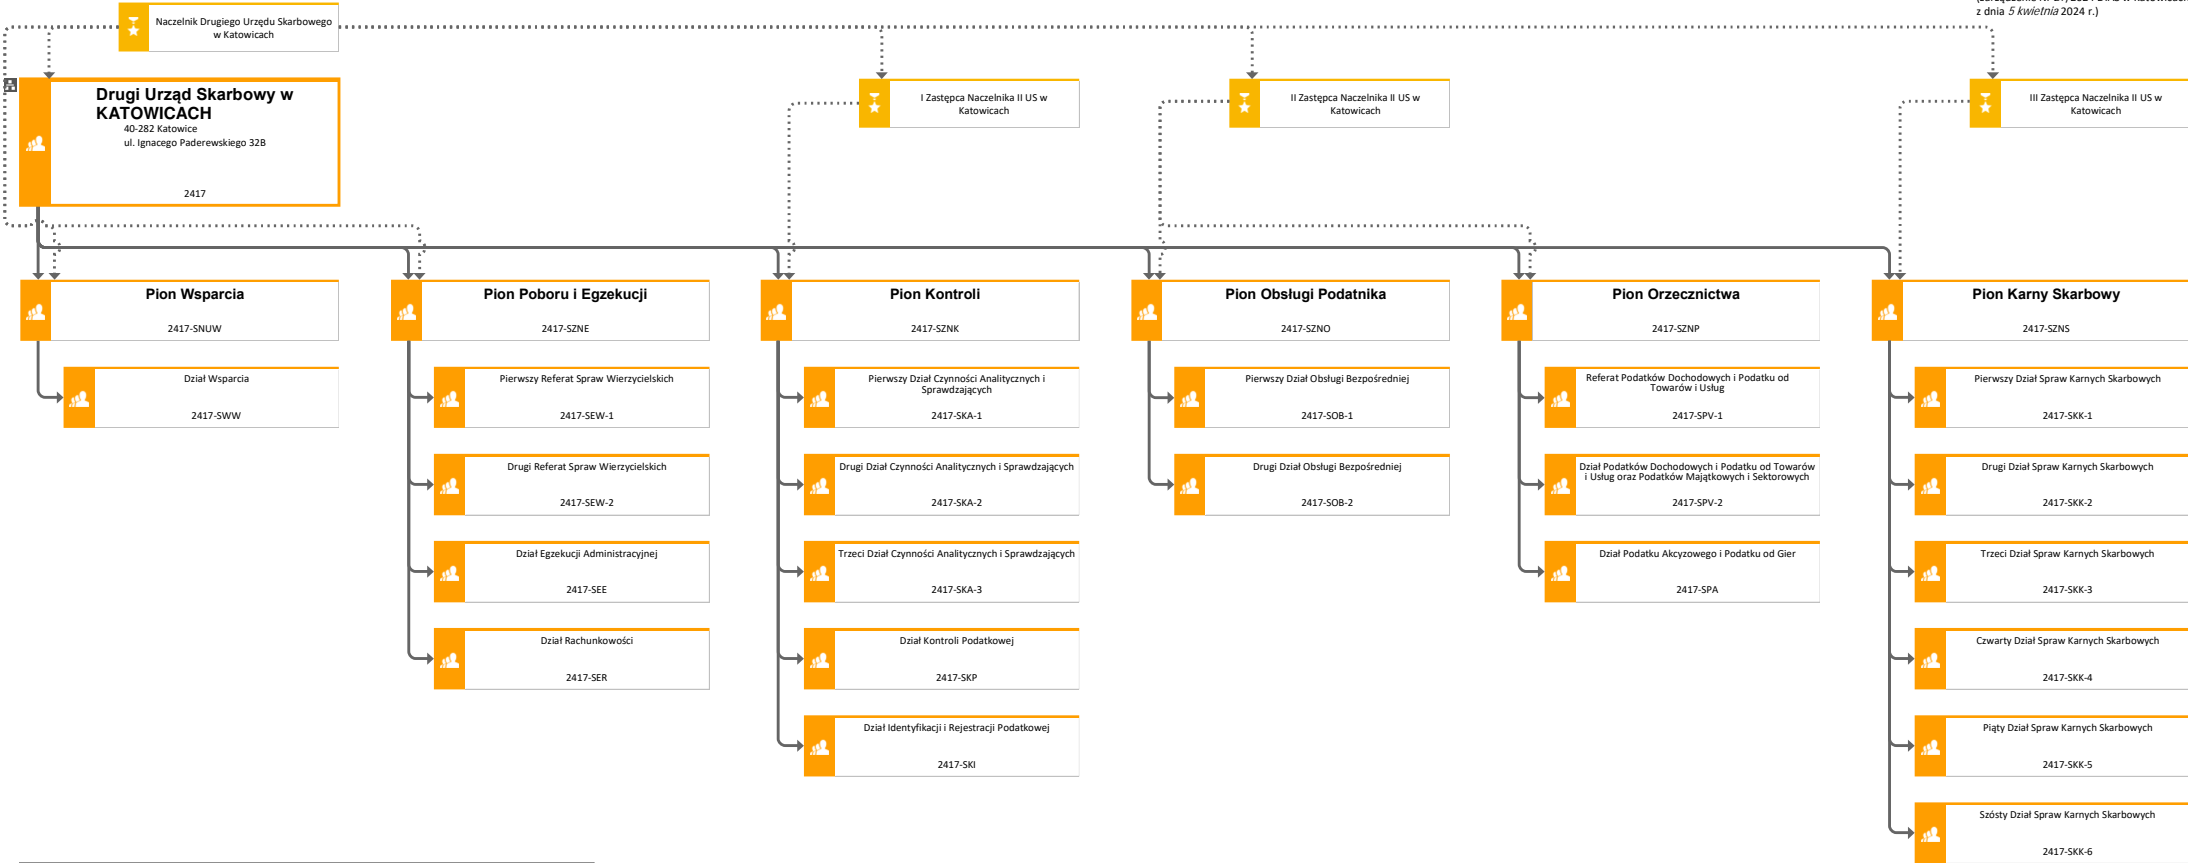 z dnia 5 kwietnia 2024 r.)
Naczelnik Drugiego Urzędu Skarbowego
w Katowicach
Drugi Urząd Skarbowy w
KATOWICACH
40-282 Katowice
ul. Ignacego Paderewskiego 32B
2417
I Zastępca Naczelnika II US w
Katowicach
II Zastępca Naczelnika II US w
Katowicach
III Zastępca Naczelnika II US w
Katowicach
Pion Wsparcia
2417-SNUW
Dział Wsparcia
2417-SWW
Pion Poboru i Egzekucji
2417-SZNE
Pierwszy Referat Spraw Wierzycielskich
2417-SEW-1
Drugi Referat Spraw Wierzycielskich
2417-SEW-2
Dział Egzekucji Administracyjnej
2417-SEE
Dział Rachunkowości
2417-SER
Pion Kontroli
2417-SZNK
Pierwszy Dział Czynności Analitycznych i
Sprawdzających
2417-SKA-1
Drugi Dział Czynności Analitycznych i Sprawdzających
2417-SKA-2
Trzeci Dział Czynności Analitycznych i Sprawdzających
2417-SKA-3
Dział Kontroli Podatkowej
2417-SKP
Dział Identyfikacji i Rejestracji Podatkowej
2417-SKI
Pion Obsługi Podatnika
2417-SZNO
Pierwszy Dział Obsługi Bezpośredniej
2417-SOB-1
Drugi Dział Obsługi Bezpośredniej
2417-SOB-2
Pion Orzecznictwa
2417-SZNP
Referat Podatków Dochodowych i Podatku od
Towarów i Usług
2417-SPV-1
Dział Podatków Dochodowych i Podatku od Towarów
i Usług oraz Podatków Majątkowych i Sektorowych
2417-SPV-2
Dział Podatku Akcyzowego i Podatku od Gier
2417-SPA
Pion Karny Skarbowy
2417-SZNS
Pierwszy Dział Spraw Karnych Skarbowych
2417-SKK-1
Drugi Dział Spraw Karnych Skarbowych
2417-SKK-2
Trzeci Dział Spraw Karnych Skarbowych
2417-SKK-3
Czwarty Dział Spraw Karnych Skarbowych
2417-SKK-4
Piąty Dział Spraw Karnych Skarbowych
2417-SKK-5
Szósty Dział Spraw Karnych Skarbowych
2417-SKK-6